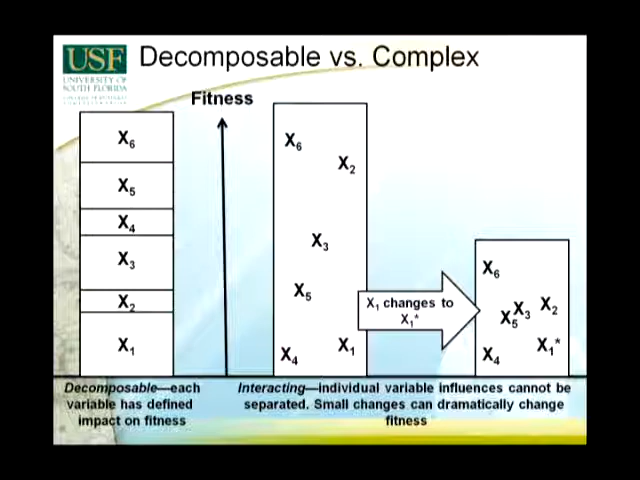 USF
UNIVERSITY OF
SOUTH FLORIDA
Decomposable vs. Complex
Fitness
X6
X5
X4
X3
X2
X1
X6
X2
X3
X5
X4
X1
X1 changes to
X1*
X6
X5
X3
X2
X4
X1*
Decomposable—each
variable has defined
impact on fitness
Interacting—individual variable influences cannot be
separated. Small changes can dramatically change
fitness